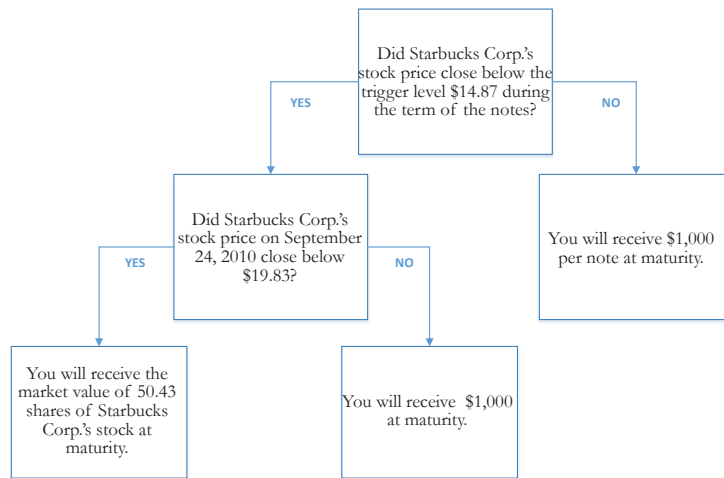 Did Starbucks Corp.'s
stock price close below the
trigger level $14.87 during
the term of the notes?
YES
NO
Did Starbucks Corp.'s
stock price on September
24, 2010 close below
$19.83?
You will receive $1,000
per note at maturity.
YES
NO
You will receive the
market value of 50.43
shares of Starbucks
Corp.'s stock at
maturity.
You will receive $1,000
at maturity.